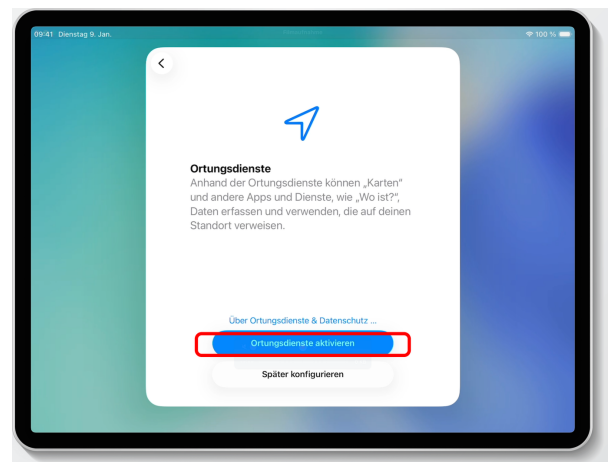 09:41 Dienstag 9. Jan.
100 %
Ortungsdienste
Anhand der Ortungsdienste können „Karten“
und andere Apps und Dienste, wie „Wo ist?“,
Daten erfassen und verwenden, die auf deinen
Standort verweisen.
Über Ortungsdienste & Datenschutz ...
Ortungsdienste aktivieren
Später konfigurieren